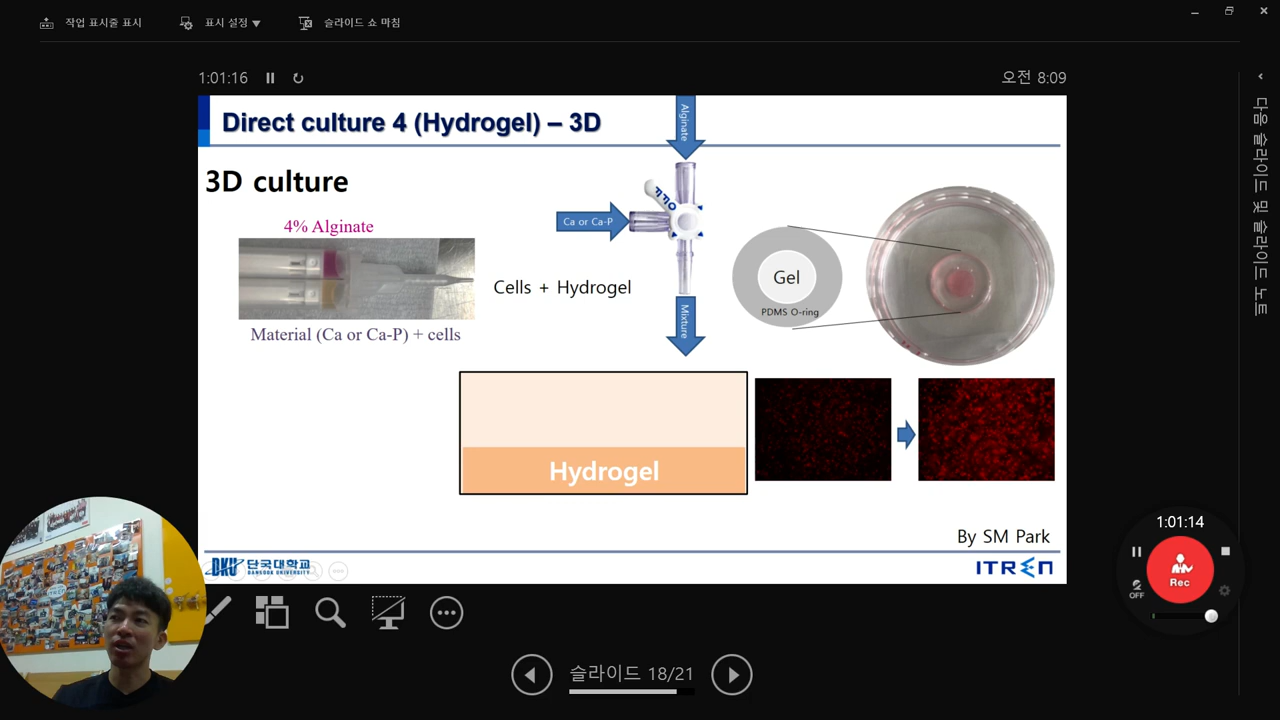 작업 표시줄 표시
표시 설정 ▼
슬라이드 쇼 마침
1:01:16
오전 8:09
다음 슬라이드 및 슬라이드 노트
Direct culture 4 (Hydrogel) – 3D
Alginate
3D culture
4% Alginate
OFF
Ca or Ca-P
Cells + Hydrogel
Gel
PDMS O-ring
Material (Ca or Ca-P) + cells
Mixture
Hydrogel
By SM Park
DKU 단국대학교
DANKOOK UNIVERSITY
ITREN
1:01:14
Rec
OFF
슬라이드 18/21